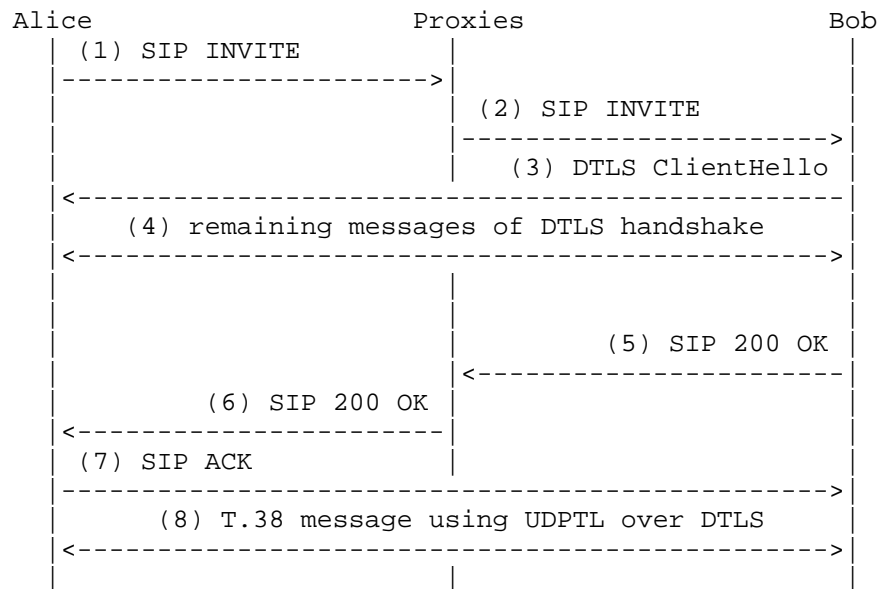 Alice Proxies Bob
(1) SIP INVITE
(2) SIP INVITE
(3) DTLS ClientHello
(4) remaining messages of DTLS handshake
(5) SIP 200 OK
(6) SIP 200 OK
(7) SIP ACK
(8) T.38 message using UDPTL over DTLS